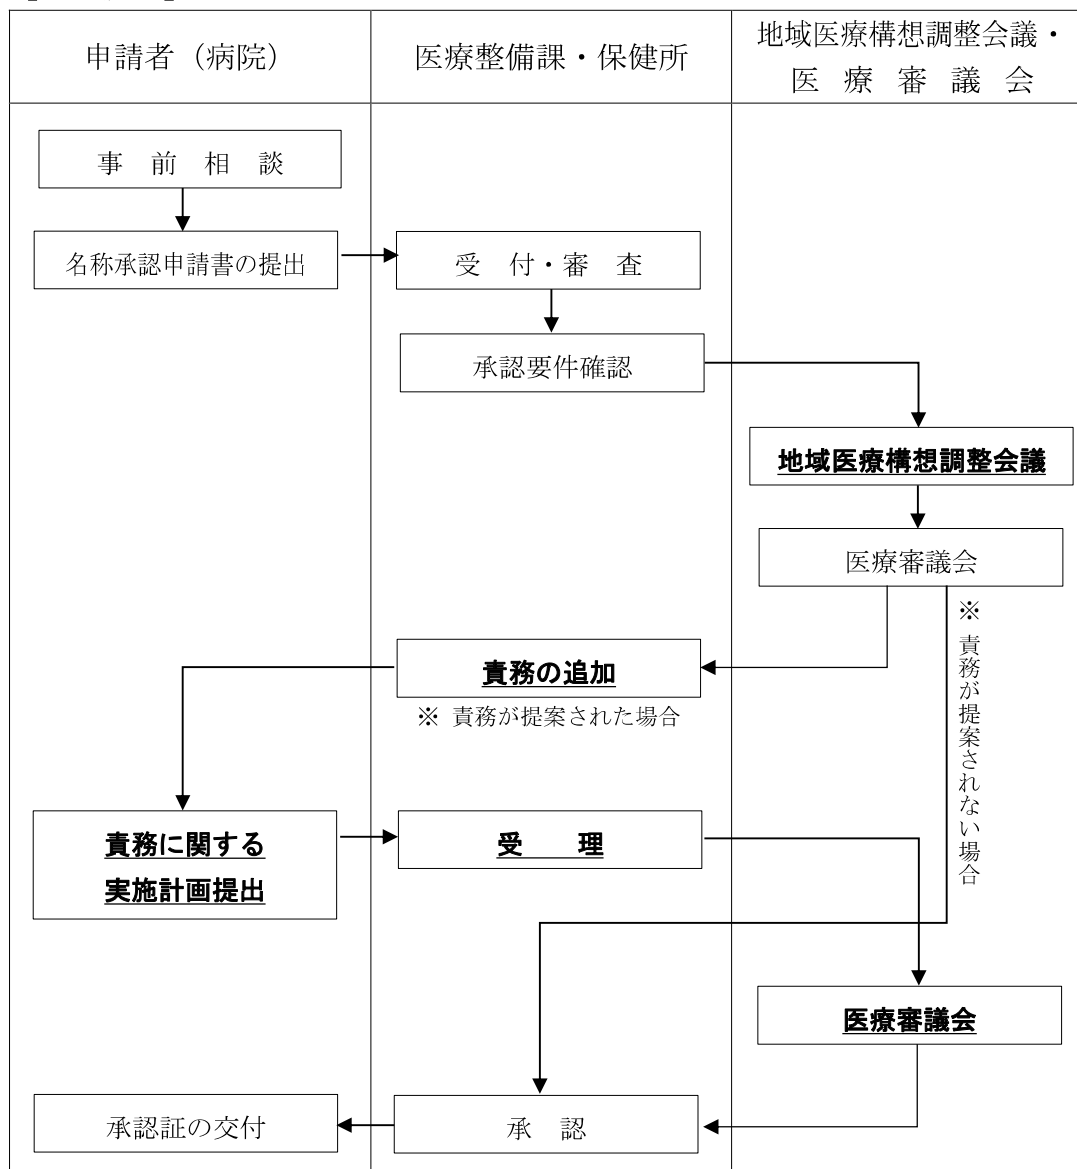 申請者（病院）
医療整備課・保健所
地域医療構想調整会議・
医療審議会
事前相談
名称承認申請書の提出
受付・審査
承認要件確認
地域医療構想調整会議
医療審議会
※責務が提案されない場合
責務の追加
※ 責務が提案された場合
責務に関する
実施計画提出
受理
医療審議会
承認証の交付
承認